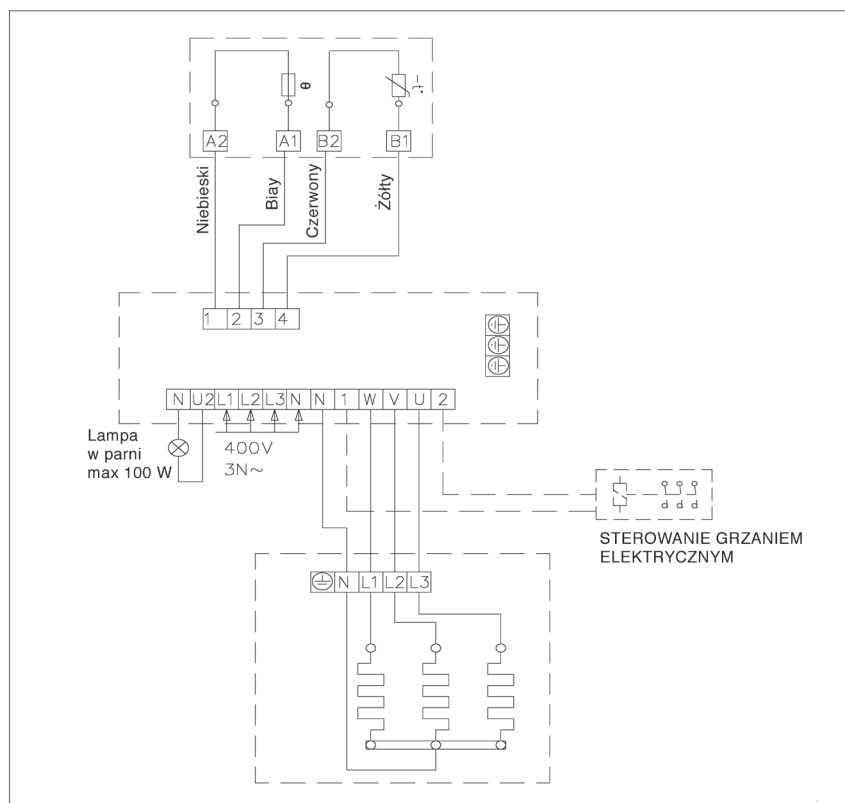 θ
-t°
A2 A1 B2 B1
Niebieski
Biay
Czerwony
Żółty
1 2 3 4
N U2 L1 L2 L3 N N 1 W V U 2
Lampa
w parni
max 100 W
400V
3N~
STEROWANIE GRZANIEM
ELEKTRYCZNYM
N L1 L2 L3